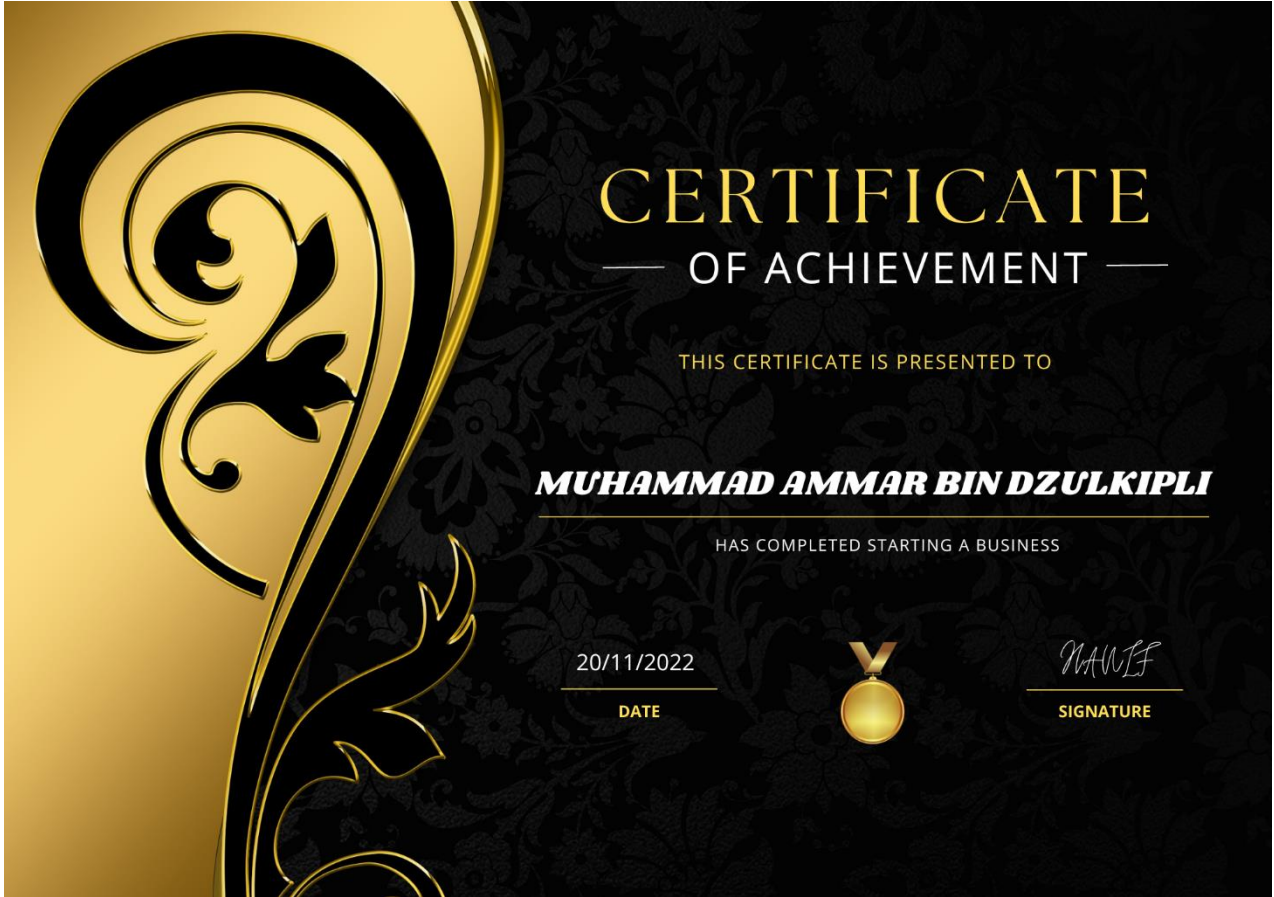 CERTIFICATE
OF ACHIEVEMENT
THIS CERTIFICATE IS PRESENTED TO
MUHAMMAD AMMAR BIN DZULKIPLI
HAS COMPLETED STARTING A BUSINESS
20/11/2022
DATE
SIGNATURE